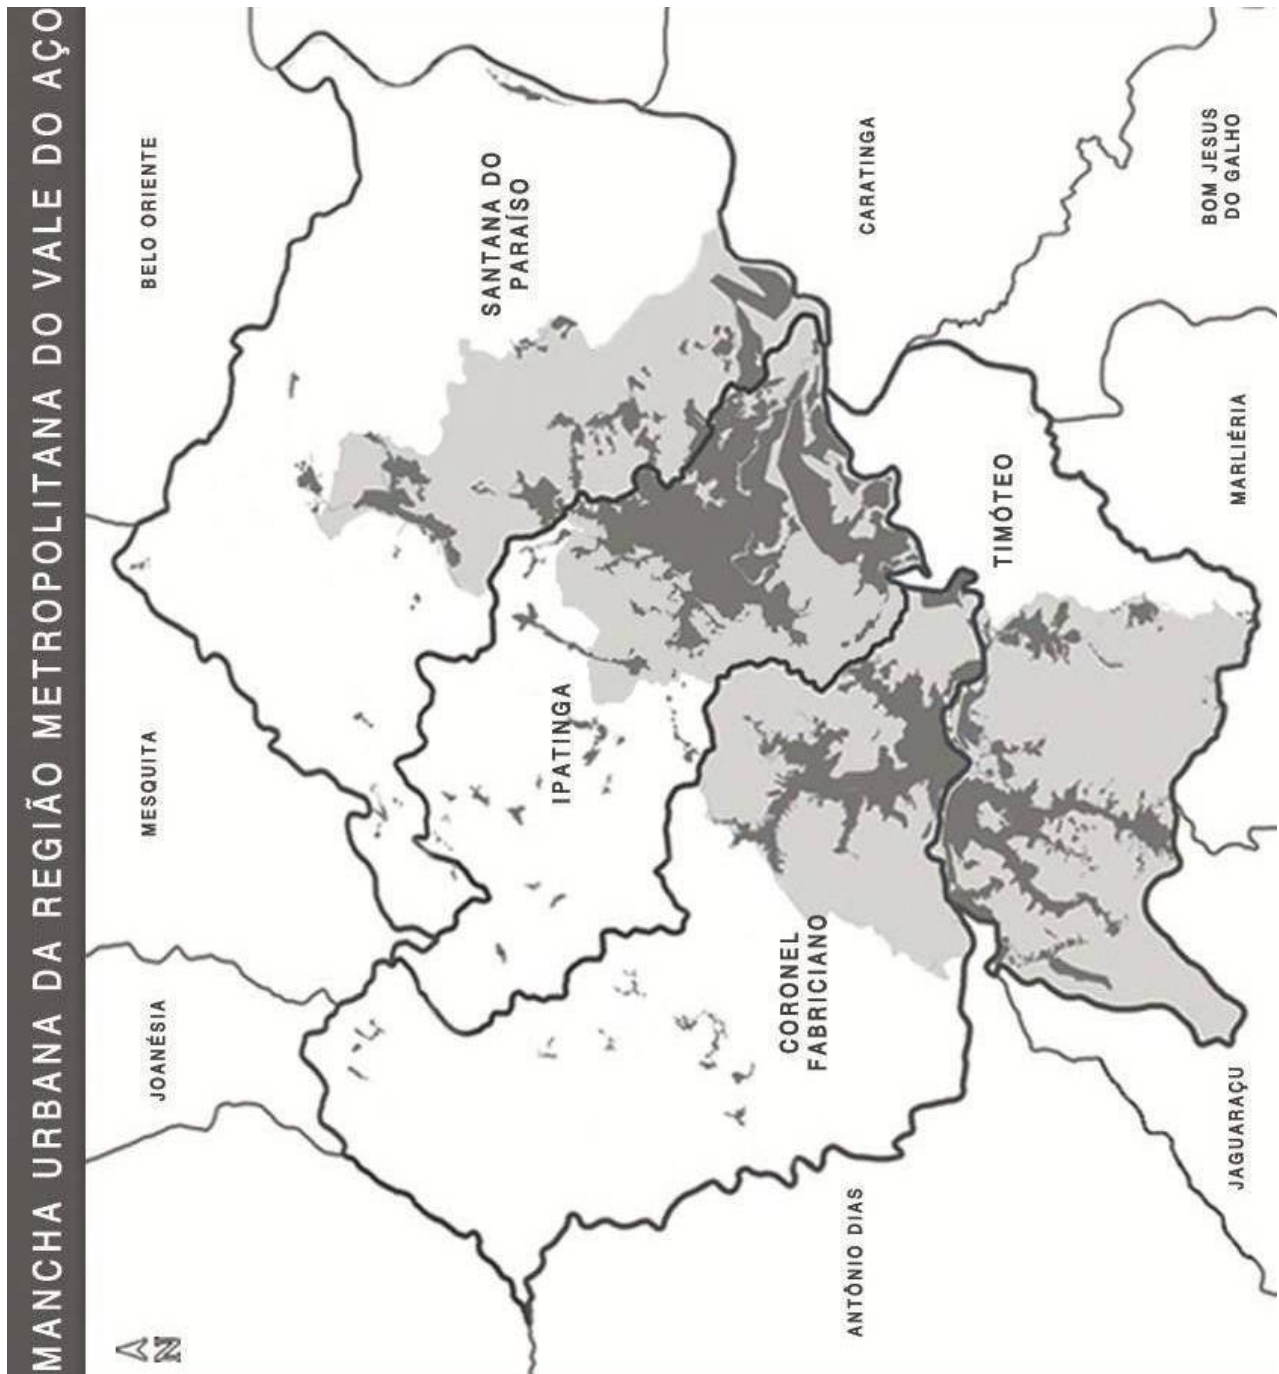 MANCHA URBANA DA REGIÃO METROPOLITANA DO VALE DO AÇO
N
JOANÉSIA
MESQUITA
BELO ORIENTE
SANTANA DO
PARAÍSO
IPATINGA
CORONEL
FABRICIANO
ANTÔNIO DIAS
CARATINGA
TIMÓTEO
BOM JESUS
DO GALHO
JAGUARAÇU
MARLIÉRIA